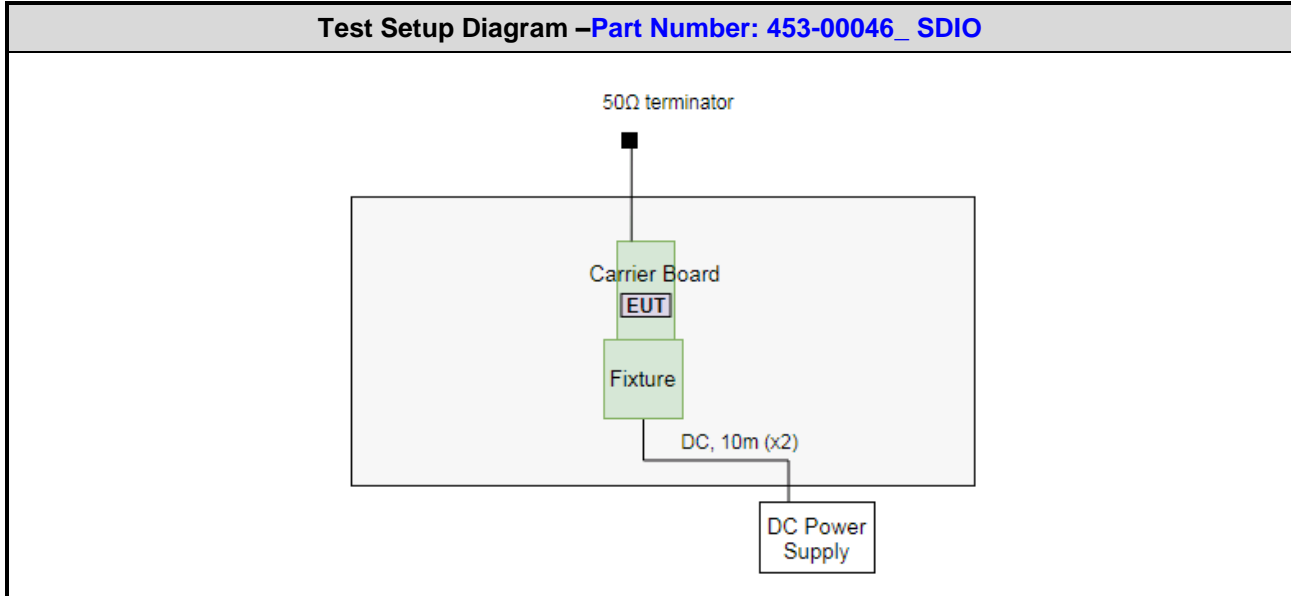 Test Setup Diagram –Part Number: 453-00046_ SDIO
50Ω terminator
Carrier Board
EUT
Fixture
DC, 10m (x2)
DC Power
Supply